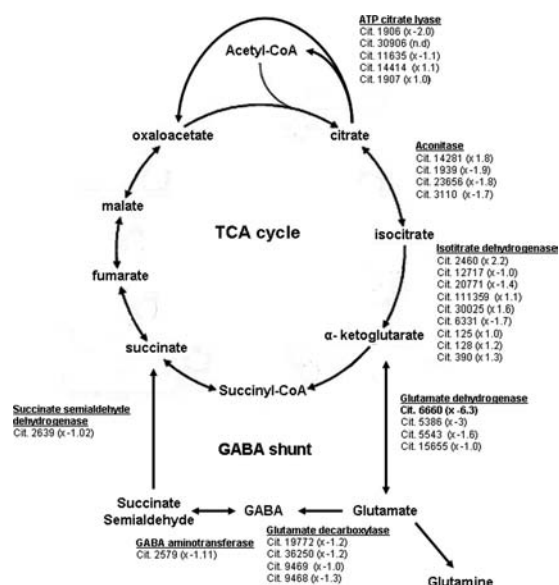 ATP citrate lyase
Cit. 1906 (x -2.0)
Cit. 30906 (n.d)
Cit. 11635 (x -1.1)
Cit. 14414 (x 1.1)
Cit. 1907 (x 1.0)
Acetyl-CoA
oxaloacetate
citrate
Aconitase
Cit. 14281 (x 1.8)
Cit. 1939 (x -1.9)
Cit. 23656 (x -1.8)
Cit. 3110 (x -1.7)
malate
TCA cycle
isocitrate
Isotitrate dehydrogenase
Cit. 2460 (x 2.2)
Cit. 12717 (x -1.0)
Cit. 20771 (x -1.4)
Cit. 111359 (x 1.1)
Cit. 30025 (x 1.6)
Cit. 6331 (x -1.7)
Cit. 125 (x 1.0)
Cit. 128 (x 1.2)
Cit. 390 (x 1.3)
fumarate
α- ketoglutarate
succinate
Succinyl-CoA
Succinate semialdehyde
dehydrogenase
Cit. 2639 (x -1.02)
Glutamate dehydrogenase
Cit. 6660 (x -6.3)
Cit. 5386 (x -3)
Cit. 5543 (x -1.6)
Cit. 15655 (x -1.0)
GABA shunt
Succinate
Semialdehyde
GABA
Glutamate
GABA aminotransferase
Cit. 2579 (x -1.11)
Glutamate decarboxylase
Cit. 19772 (x -1.2)
Cit. 36250 (x -1.2)
Cit. 9469 (x -1.0)
Cit. 9468 (x -1.3)
Glutamine